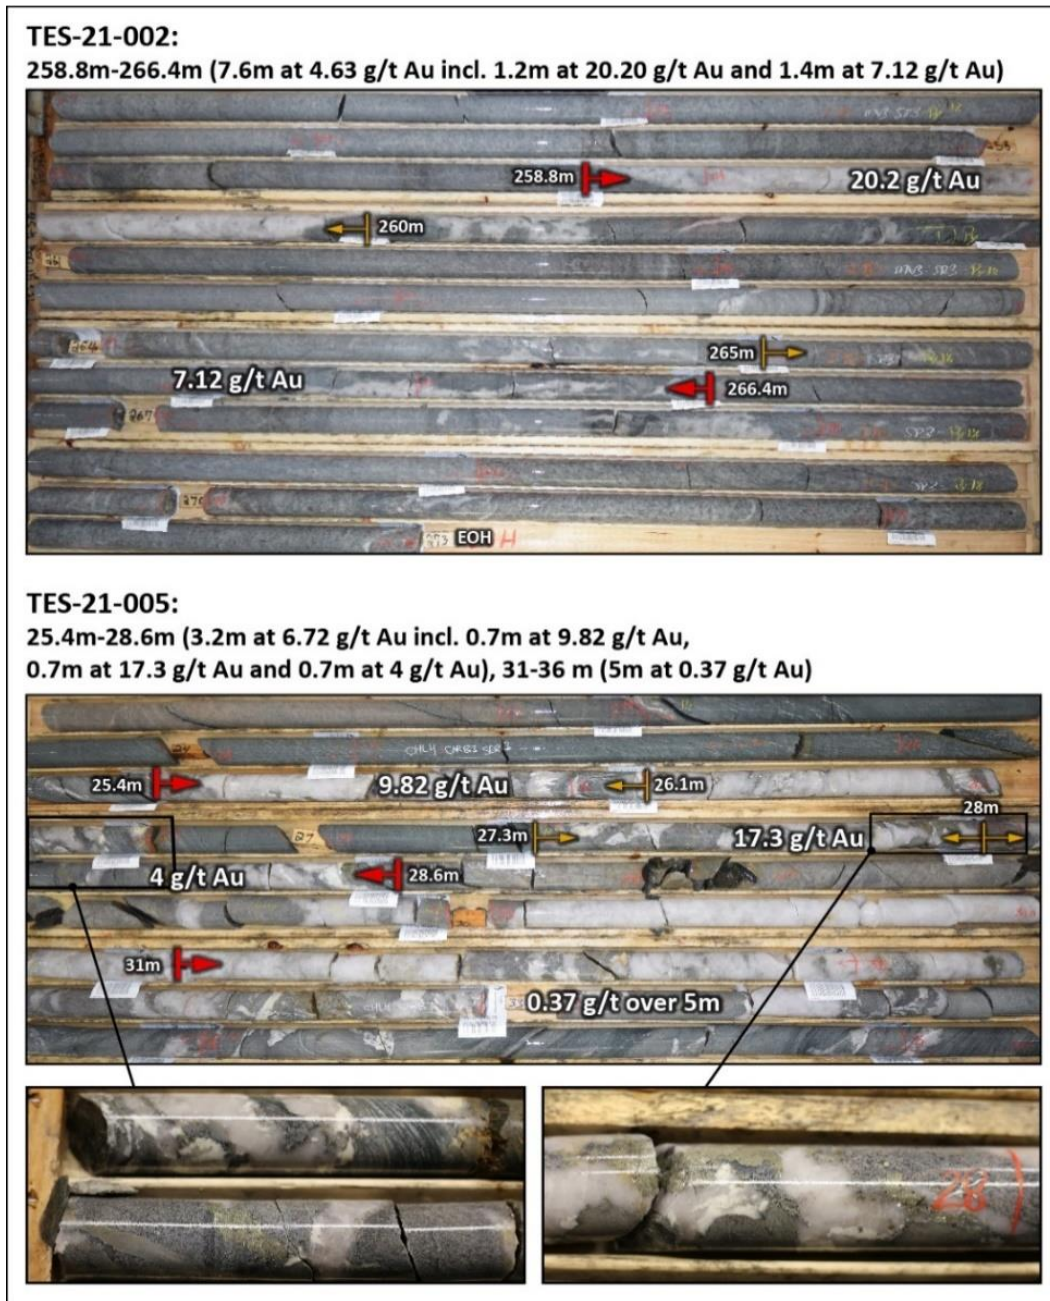 TES-21-002:
258.8m-266.4m (7.6m at 4.63 g/t Au incl. 1.2m at 20.20 g/t Au and 1.4m at 7.12 g/t Au)
258.8m
20.2 g/t Au
260m
265m
7.12 g/t Au
266.4m
267
270
273
EOH H
TES-21-005:
25.4m-28.6m (3.2m at 6.72 g/t Au incl. 0.7m at 9.82 g/t Au,
0.7m at 17.3 g/t Au and 0.7m at 4 g/t Au), 31-36 m (5m at 0.37 g/t Au)
25.4m
9.82 g/t Au
26.1m
28m
27
27.3m
17.3 g/t Au
4 g/t Au
28.6m
31m
0.37 g/t over 5m
28